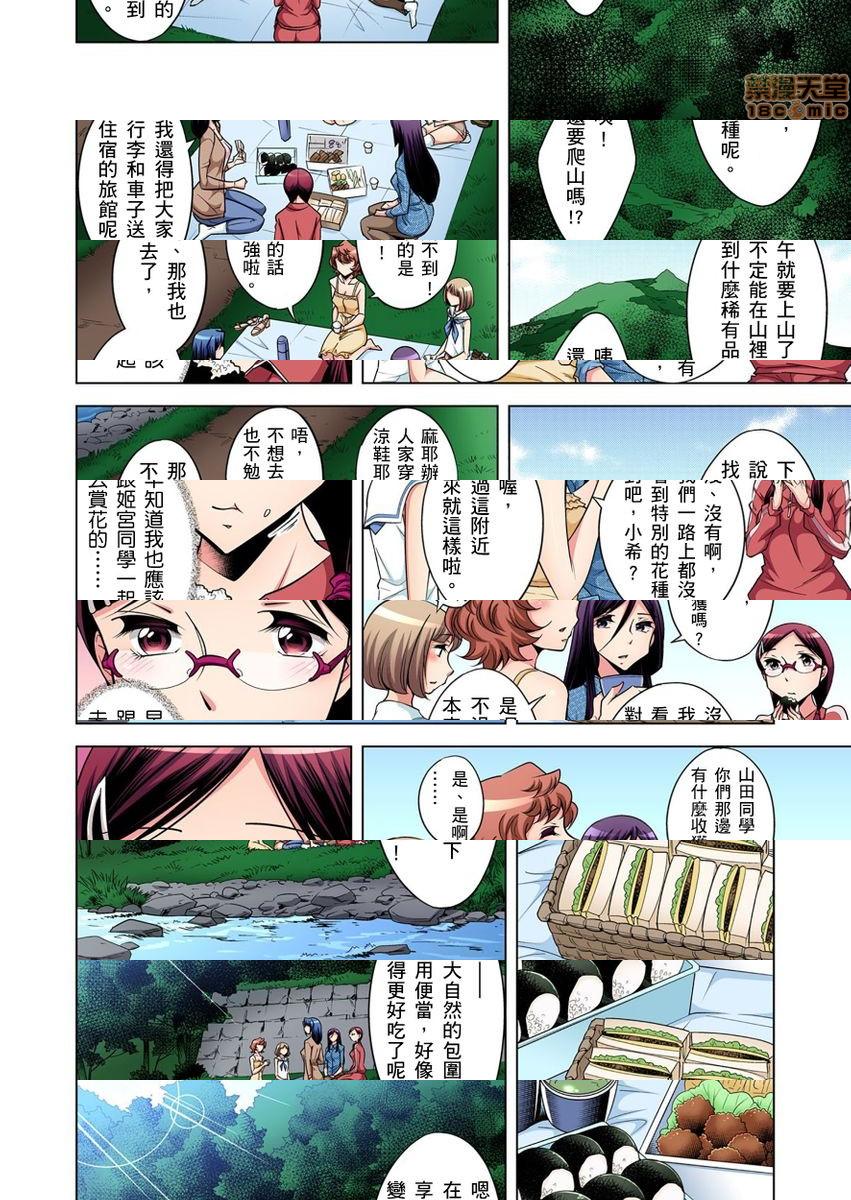 禁漫天堂
18comic
的
到。
種呢。
還要爬山嗎!?
我還得把大家
行李和車子送
住宿的旅館呢
午就要上山了
不定能在山裡
到什麼稀有品
咦
還
不到！
的是
！
的話
強啦。
、那我也
去了，
有
下
說
找
麻耶辦
人家穿
涼鞋耶
唔，
不想去
也不勉
那
不
沒有啊，
我們一路上都沒
看到特別的花種
對吧，小希？
喔，
過這附近
來就這樣啦。
早知道我也應該
跟姬宮同學一起
去賞花的……
獲嗎？
沒
我
看
對
是
不
本
山田同學
你們那邊
有什麼收
是、是啊
……
下
！
大自然的包圍
用便當，好像
得更好吃了呢
嗯
在
享
變